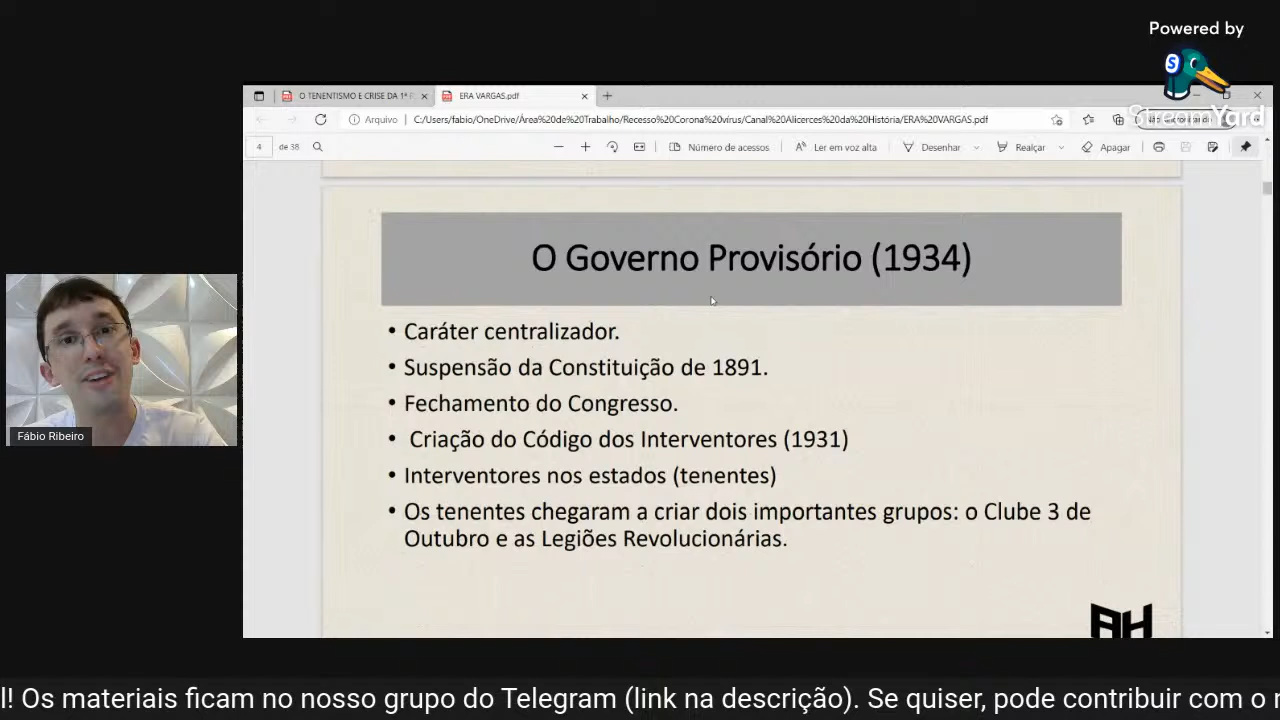 Powered by
S
StreamYard
O TENENTISMO E CRISE DA 1ª
ERA VARGAS.pdf
Arquivo
C:/Users/fabio/OneDrive/Área%20de%20Trabalho/Recesso%20Corona%20vírus/Canal%20Alicerces%20da%20História/ERA%20VARGAS.pdf
4 de 38
Número de acessos
Ler em voz alta
Desenhar
Realçar
Apagar
O Governo Provisório (1934)
• Caráter centralizador.
• Suspensão da Constituição de 1891.
• Fechamento do Congresso.
• Criação do Código dos Interventores (1931)
• Interventores nos estados (tenentes)
• Os tenentes chegaram a criar dois importantes grupos: o Clube 3 de
Outubro e as Legiões Revolucionárias.
AH
Fábio Ribeiro
l! Os materiais ficam no nosso grupo do Telegram (link na descrição). Se quiser, pode contribuir com o